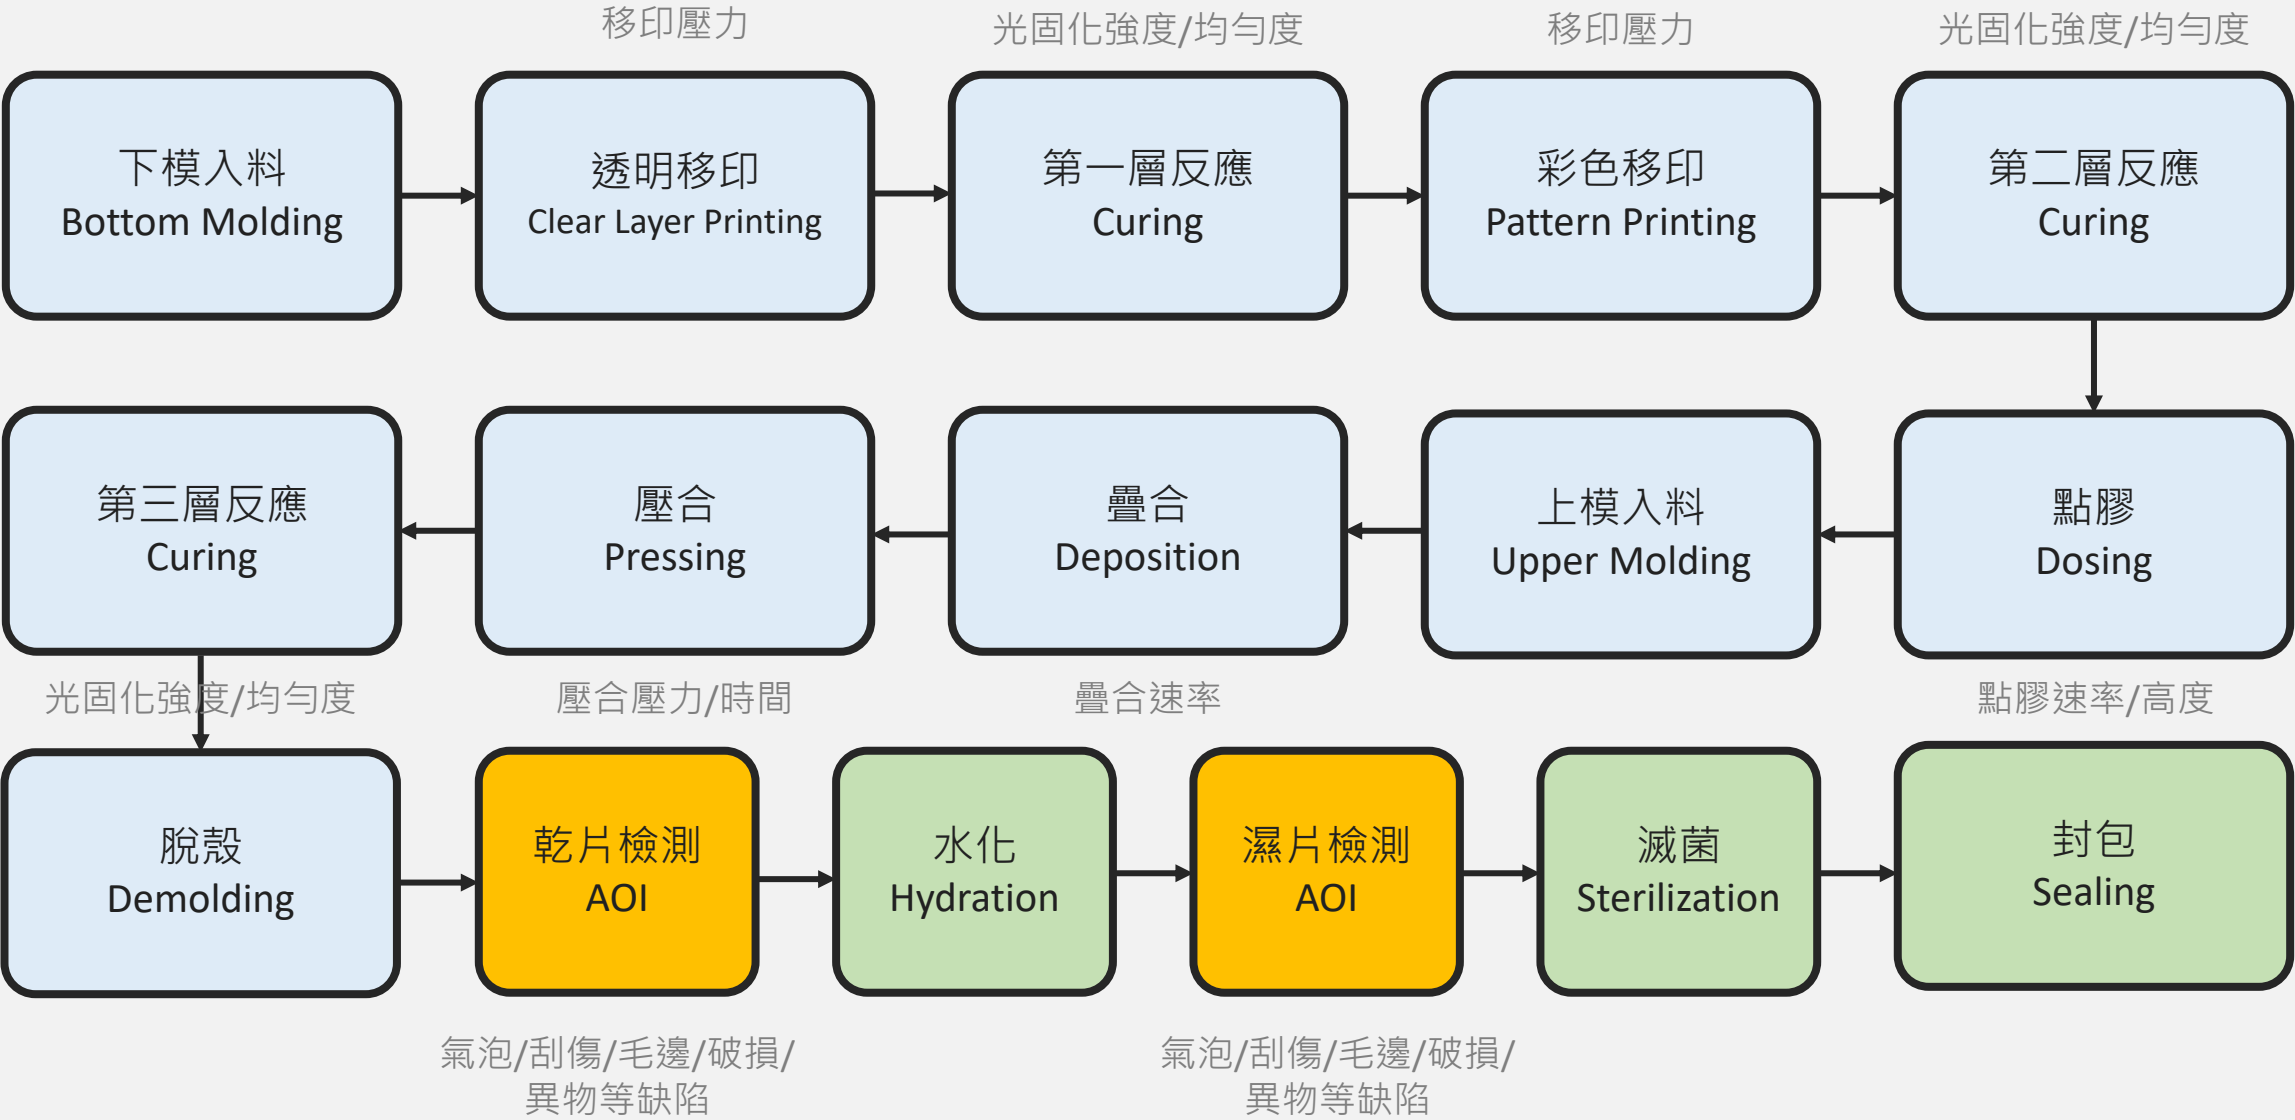 移印壓力
光固化強度/均勻度
移印壓力
光固化強度/均勻度
下模入料
Bottom Molding
透明移印
Clear Layer Printing
第一層反應
Curing
彩色移印
Pattern Printing
第二層反應
Curing
點膠
Dosing
上模入料
Upper Molding
疊合
Deposition
壓合
Pressing
第三層反應
Curing
點膠速率/高度
疊合速率
壓合壓力/時間
光固化強度/均勻度
脫殼
Demolding
乾片檢測
AOI
水化
Hydration
濕片檢測
AOI
滅菌
Sterilization
封包
Sealing
氣泡/刮傷/毛邊/破損/
異物等缺陷
氣泡/刮傷/毛邊/破損/
異物等缺陷